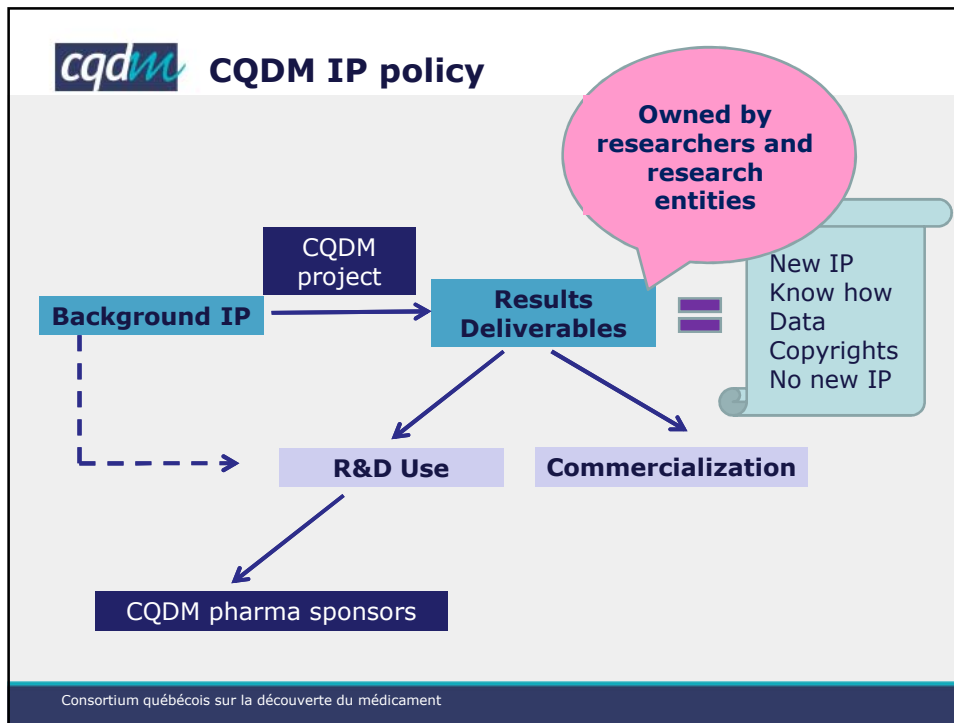 cqdm
CQDM IP policy
Owned by
researchers and
research
entities
CQDM
project
Background IP
Results
Deliverables
New IP
Know how
Data
Copyrights
No new IP
R&D Use
Commercialization
CQDM pharma sponsors
Consortium québécois sur la découverte du médicament